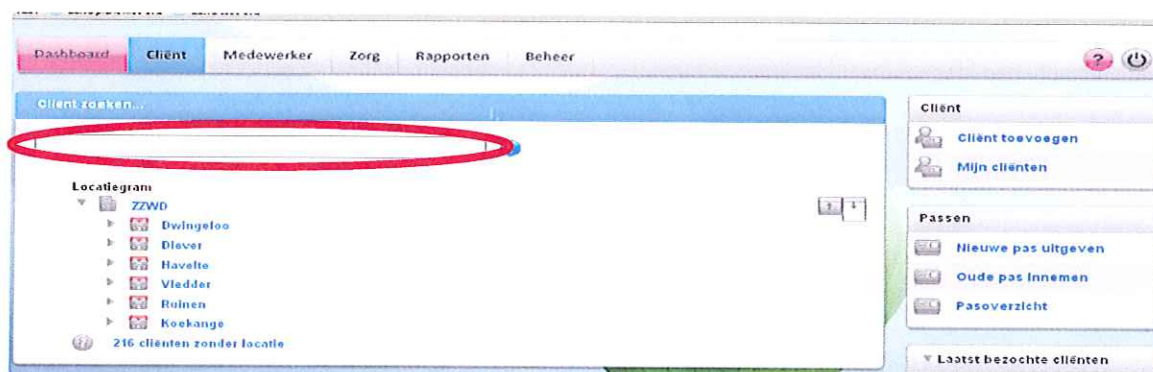 Dashboard Cliënt Medewerker Zorg Rapporten Beheer
?
Cliënt zoeken...
Locatiegram
ZZWD
Dwingeloo
Diever
Havelte
Vledder
Ruinen
Koekange
216 cliënten zonder locatie
Cliënt
Cliënt toevoegen
Mijn cliënten
Passen
Nieuwe pas uitgeven
Oude pas innemen
Pasoverzicht
Laatst bezochte cliënten